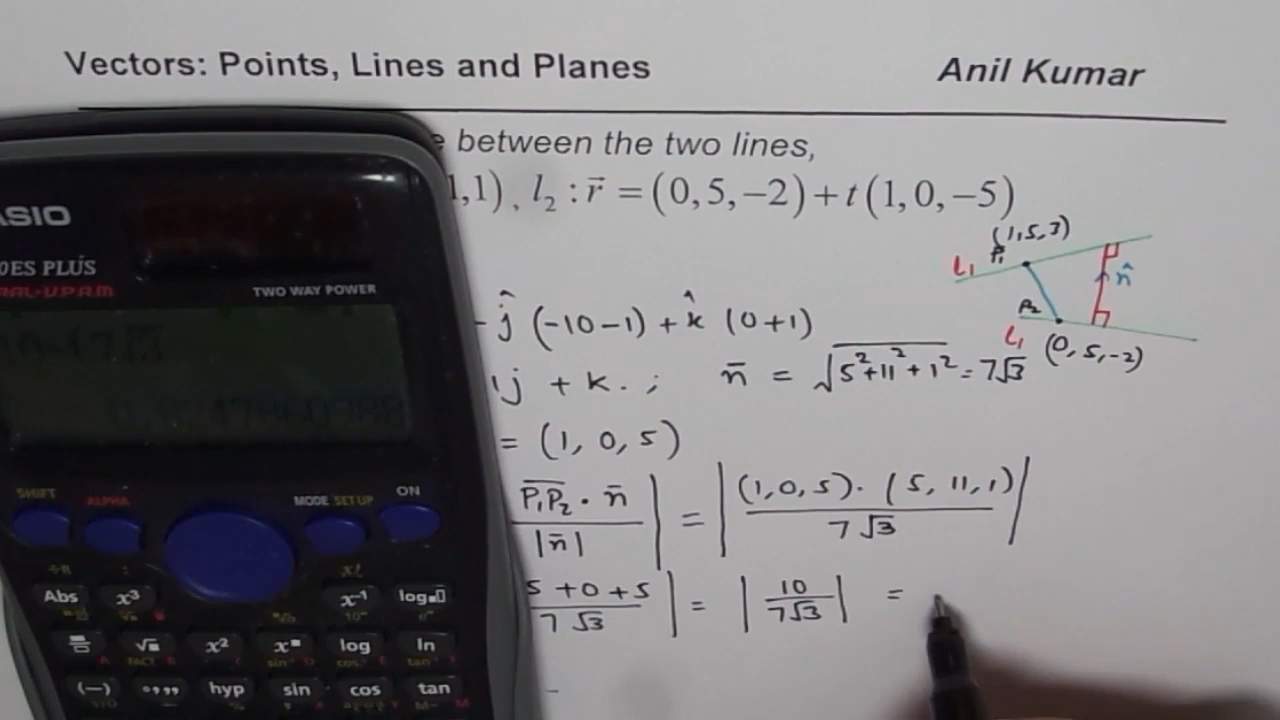 Vectors: Points, Lines and Planes Anil Kumar
between the two lines,
1,1), l₂ : r⃗ = (0,5,−2) + t(1,0,−5)
(1,5,3)
P₁
L₁
n̂
P₂
L₁
(0, 5, −2)
− ĵ (−10−1) + k̂ (0+1)
j + k. ; n̄ = √5²+11²+1² = 7√3
= (1, 0, 5)
|P₁P₂ · n̄ / |n̄|| = |(1,0,5) · (5, 11, 1) / 7√3|
5+0+5 / 7√3 | = |10 / 7√3| =
PLUS
TWO WAY POWER
SHIFT ALPHA MODE SETUP ON
Abs x³ x⁻¹ log
√ x² log ln
(−) hyp sin cos tan